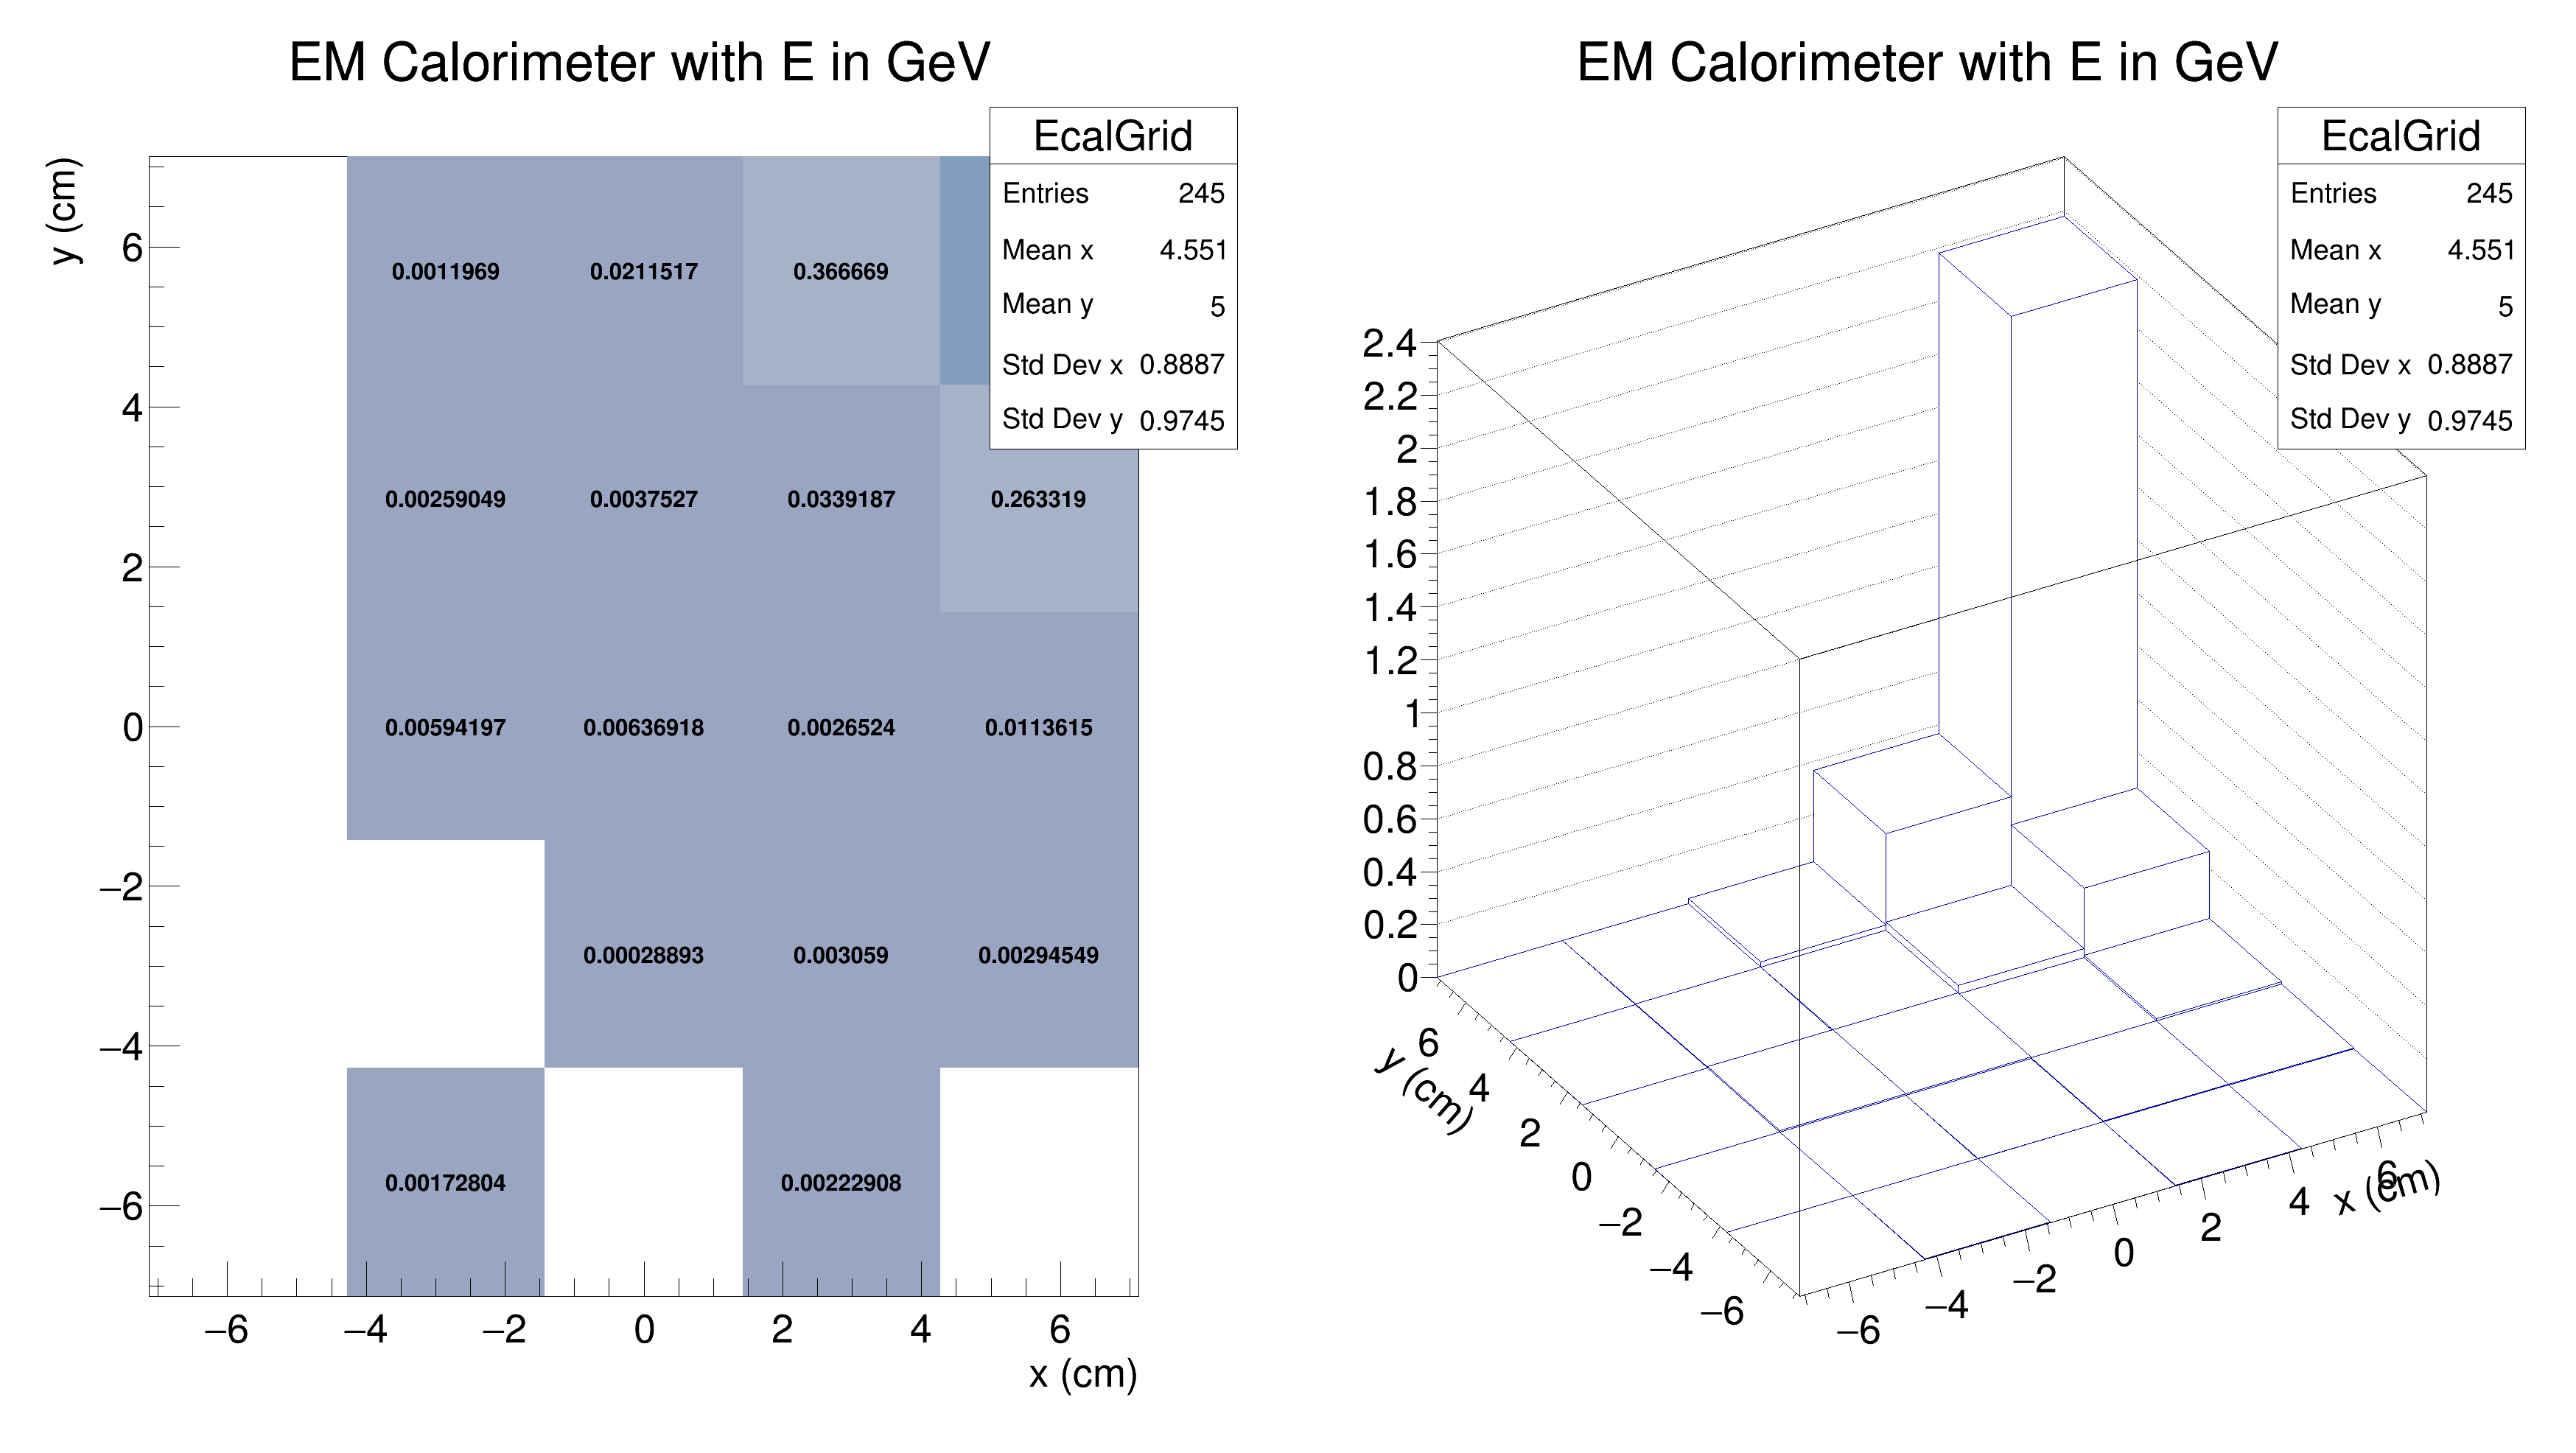 EM Calorimeter with E in GeV
EcalGrid
Entries 245
Mean x 4.551
Mean y 5
Std Dev x 0.8887
Std Dev y 0.9745
y (cm)
6
4
2
0
−2
−4
−6
0.0011969 0.0211517 0.366669
0.00259049 0.0037527 0.0339187 0.263319
0.00594197 0.00636918 0.0026524 0.0113615
0.00028893 0.003059 0.00294549
0.00172804 0.00222908
−6 −4 −2 0 2 4 6
x (cm)
EM Calorimeter with E in GeV
EcalGrid
Entries 245
Mean x 4.551
Mean y 5
Std Dev x 0.8887
Std Dev y 0.9745
2.4
2.2
2
1.8
1.6
1.4
1.2
1
0.8
0.6
0.4
0.2
0
y (cm)
6
4
2
0
−2
−4
−6
−6 −4 −2 0 2 4 6
x (cm)